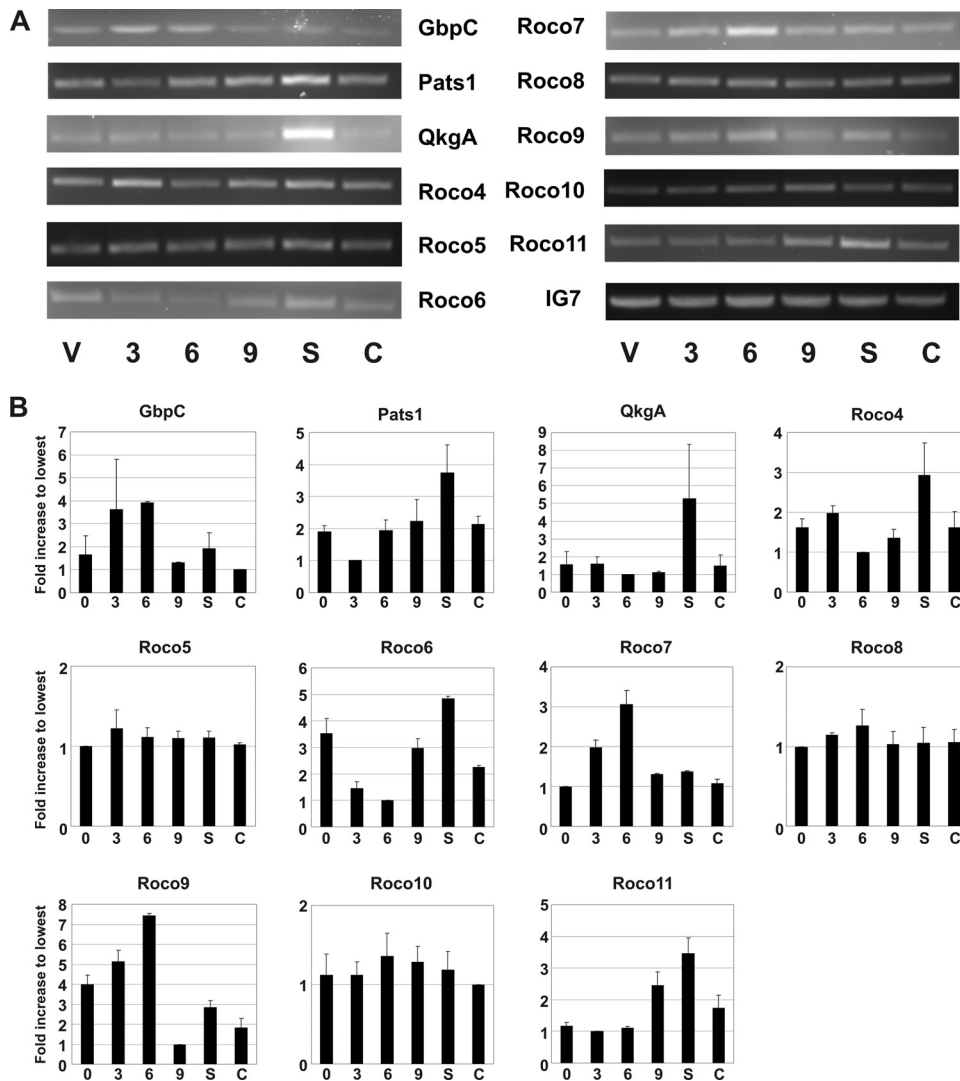 A
GbpC
Pats1
QkgA
Roco4
Roco5
Roco6
V 3 6 9 S C
Roco7
Roco8
Roco9
Roco10
Roco11
IG7
V 3 6 9 S C
B
GbpC
Fold increase to lowest
7
6
5
4
3
2
1
0
0 3 6 9 S C
Pats1
5
4
3
2
1
0
0 3 6 9 S C
QkgA
9
8
7
6
5
4
3
2
1
0
0 3 6 9 S C
Roco4
4
3
2
1
0
0 3 6 9 S C
Roco5
Fold increase to lowest
2
1
0
0 3 6 9 S C
Roco6
6
5
4
3
2
1
0
0 3 6 9 S C
Roco7
4
3
2
1
0
0 3 6 9 S C
Roco8
2
1
0
0 3 6 9 S C
Roco9
Fold increase to lowest
8
7
6
5
4
3
2
1
0
0 3 6 9 S C
Roco10
2
1
0
0 3 6 9 S C
Roco11
5
4
3
2
1
0
0 3 6 9 S C